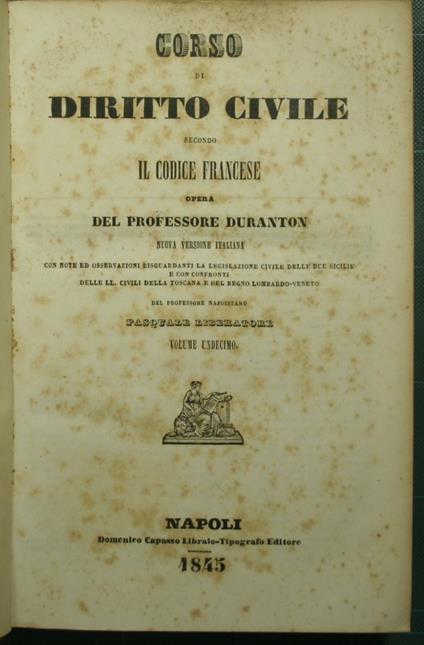 CORSO
DI
DIRITTO CIVILE
SECONDO
IL CODICE FRANCESE
OPERA
DEL PROFESSORE DURANTON
NUOVA VERSIONE ITALIANA
CON NOTE ED OSSERVAZIONI RISGUARDANTI LA LEGISLAZIONE CIVILE DELLE DUE SICILIE
E CON CONFRONTI
DELLE LL. CIVILI DELLA TOSCANA E DEL REGNO LOMBARDO-VENETO
DEL PROFESSORE NAPOLITANO
PASQUALE LIBERATORE
VOLUME UNDECIMO.
NAPOLI
Domenico Capasso Libraio-Tipografo Editore
1845